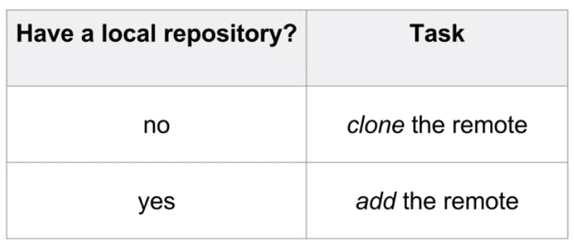 Have a local repository? Task
no clone the remote
yes add the remote